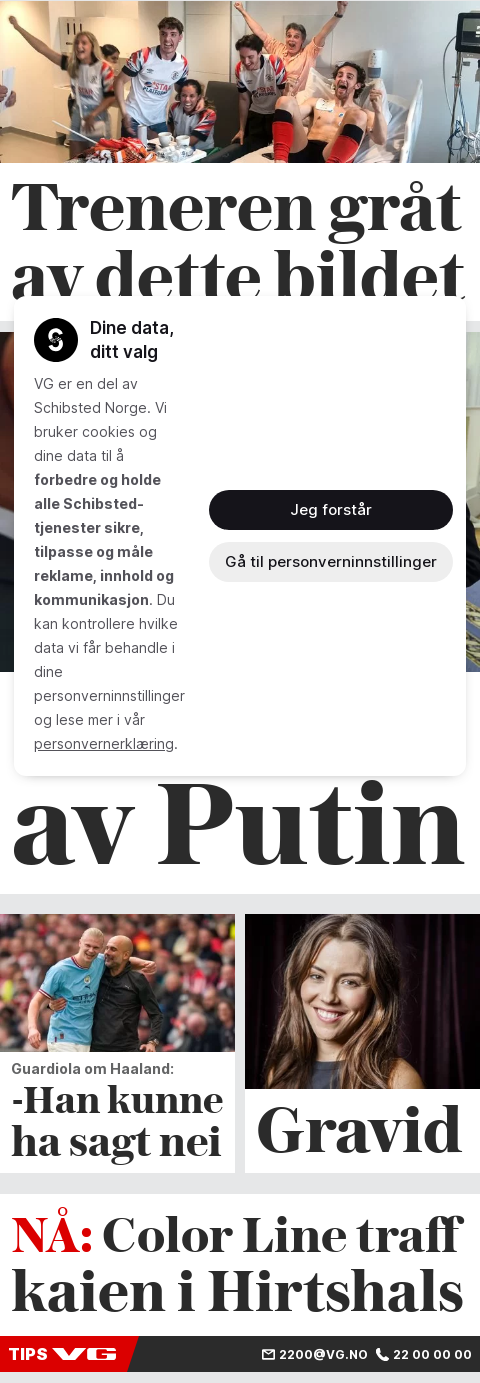 Treneren gråt
av dette bildet
Dine data,
ditt valg
VG er en del av
Schibsted Norge. Vi
bruker cookies og
dine data til å
forbedre og holde
alle Schibsted-
tjenester sikre,
tilpasse og måle
reklame, innhold og
kommunikasjon. Du
kan kontrollere hvilke
data vi får behandle i
dine
personverninnstillinger
og lese mer i vår
personvernerklæring.
Jeg forstår
Gå til personverninnstillinger
av Putin
Guardiola om Haaland:
-Han kunne
ha sagt nei
Gravid
NÅ: Color Line traff
kaien i Hirtshals
TIPS VG
2200@VG.NO 22 00 00 00